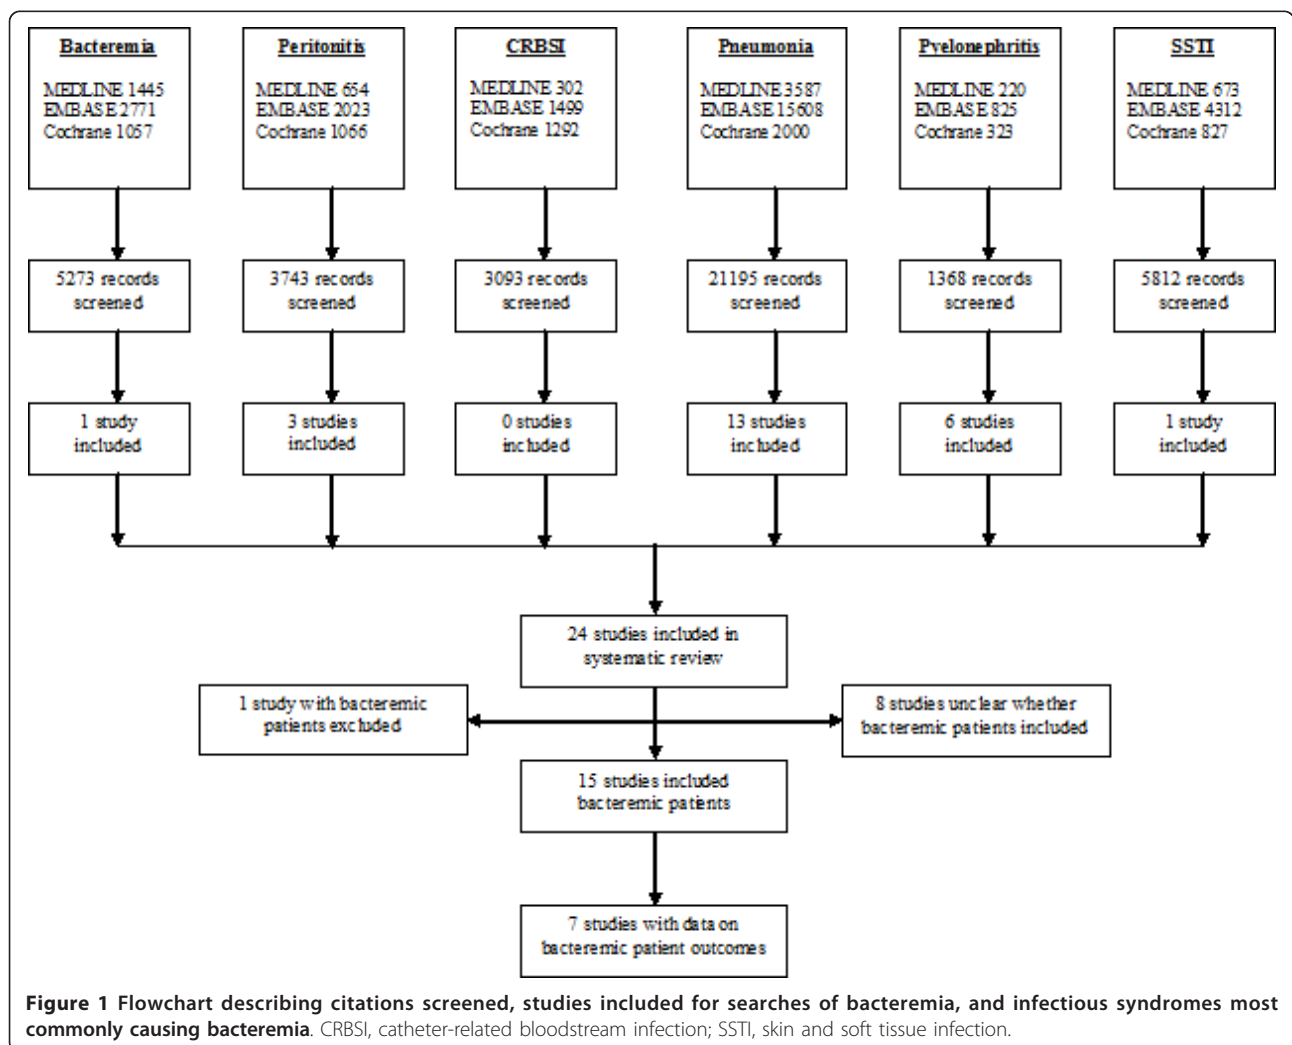 Bacteremia
MEDLINE 1445
EMBASE 2771
Cochrane 1057
Peritonitis
MEDLINE 654
EMBASE 2023
Cochrane 1066
CRBSI
MEDLINE 302
EMBASE 1499
Cochrane 1292
Pneumonia
MEDLINE 3587
EMBASE 15608
Cochrane 2000
Pyelonephritis
MEDLINE 220
EMBASE 825
Cochrane 323
SSTI
MEDLINE 673
EMBASE 4312
Cochrane 827
5273 records
screened
3743 records
screened
3093 records
screened
21195 records
screened
1368 records
screened
5812 records
screened
1 study
included
3 studies
included
0 studies
included
13 studies
included
6 studies
included
1 study
included
24 studies included in
systematic review
1 study with bacteremic
patients excluded
8 studies unclear whether
bacteremic patients included
15 studies included
bacteremic patients
7 studies with data on
bacteremic patient outcomes
Figure 1 Flowchart describing citations screened, studies included for searches of bacteremia, and infectious syndromes most
commonly causing bacteremia. CRBSI, catheter-related bloodstream infection; SSTI, skin and soft tissue infection.